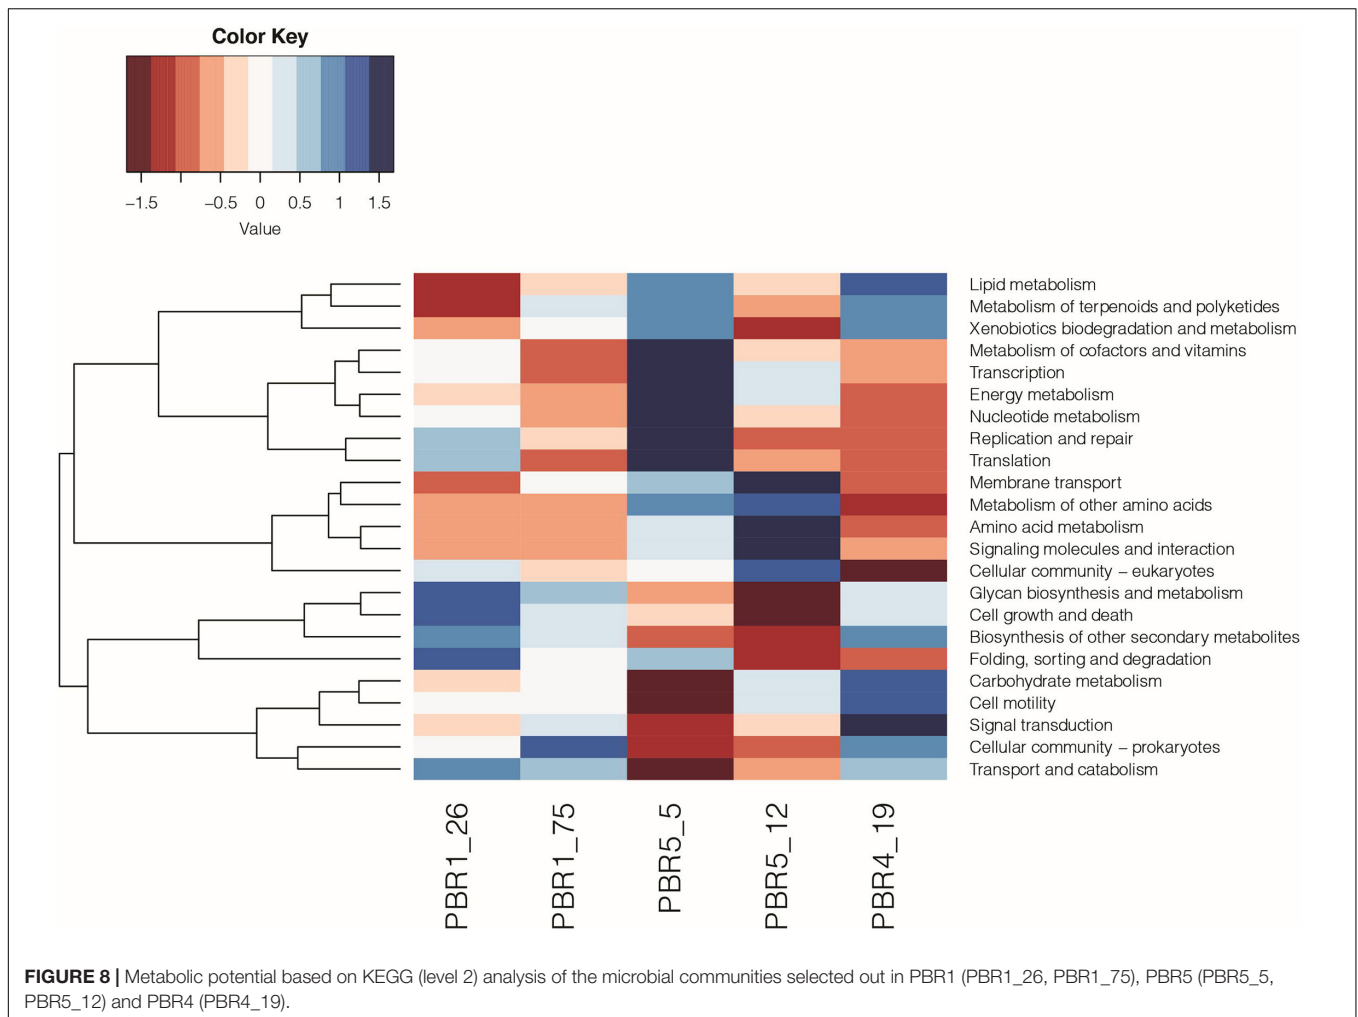 Color Key
−1.5 −0.5 0 0.5 1 1.5
Value
Lipid metabolism
Metabolism of terpenoids and polyketides
Xenobiotics biodegradation and metabolism
Metabolism of cofactors and vitamins
Transcription
Energy metabolism
Nucleotide metabolism
Replication and repair
Translation
Membrane transport
Metabolism of other amino acids
Amino acid metabolism
Signaling molecules and interaction
Cellular community − eukaryotes
Glycan biosynthesis and metabolism
Cell growth and death
Biosynthesis of other secondary metabolites
Folding, sorting and degradation
Carbohydrate metabolism
Cell motility
Signal transduction
Cellular community − prokaryotes
Transport and catabolism
PBR1_26
PBR1_75
PBR5_5
PBR5_12
PBR4_19
FIGURE 8 | Metabolic potential based on KEGG (level 2) analysis of the microbial communities selected out in PBR1 (PBR1_26, PBR1_75), PBR5 (PBR5_5,
PBR5_12) and PBR4 (PBR4_19).